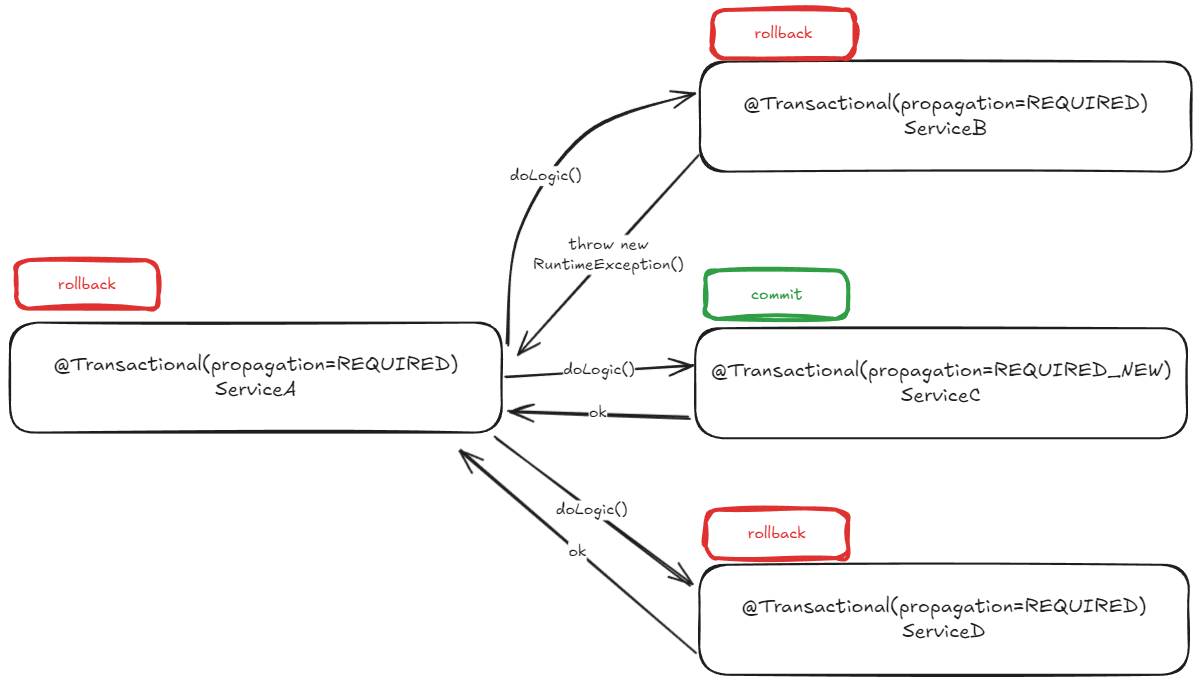 rollback
@Transactional(propagation=REQUIRED)
ServiceB
doLogic()
throw new
RuntimeException()
rollback
@Transactional(propagation=REQUIRED)
ServiceA
commit
doLogic()
@Transactional(propagation=REQUIRED_NEW)
ServiceC
ok
doLogic()
ok
rollback
@Transactional(propagation=REQUIRED)
ServiceD